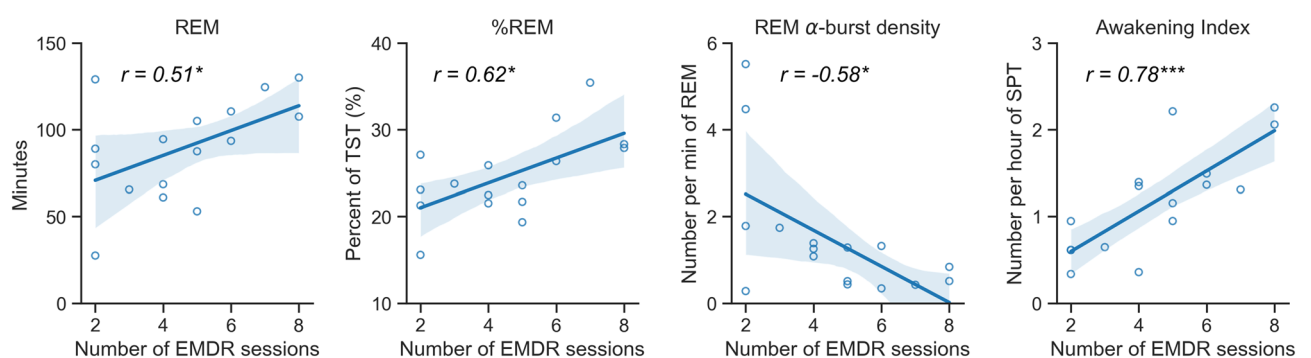 REM
r = 0.51*
150
100
50
0
Minutes
2 4 6 8
Number of EMDR sessions
%REM
r = 0.62*
40
30
20
10
Percent of TST (%)
2 4 6 8
Number of EMDR sessions
REM α-burst density
r = -0.58*
6
4
2
0
Number per min of REM
2 4 6 8
Number of EMDR sessions
Awakening Index
r = 0.78***
3
2
1
0
Number per hour of SPT
2 4 6 8
Number of EMDR sessions